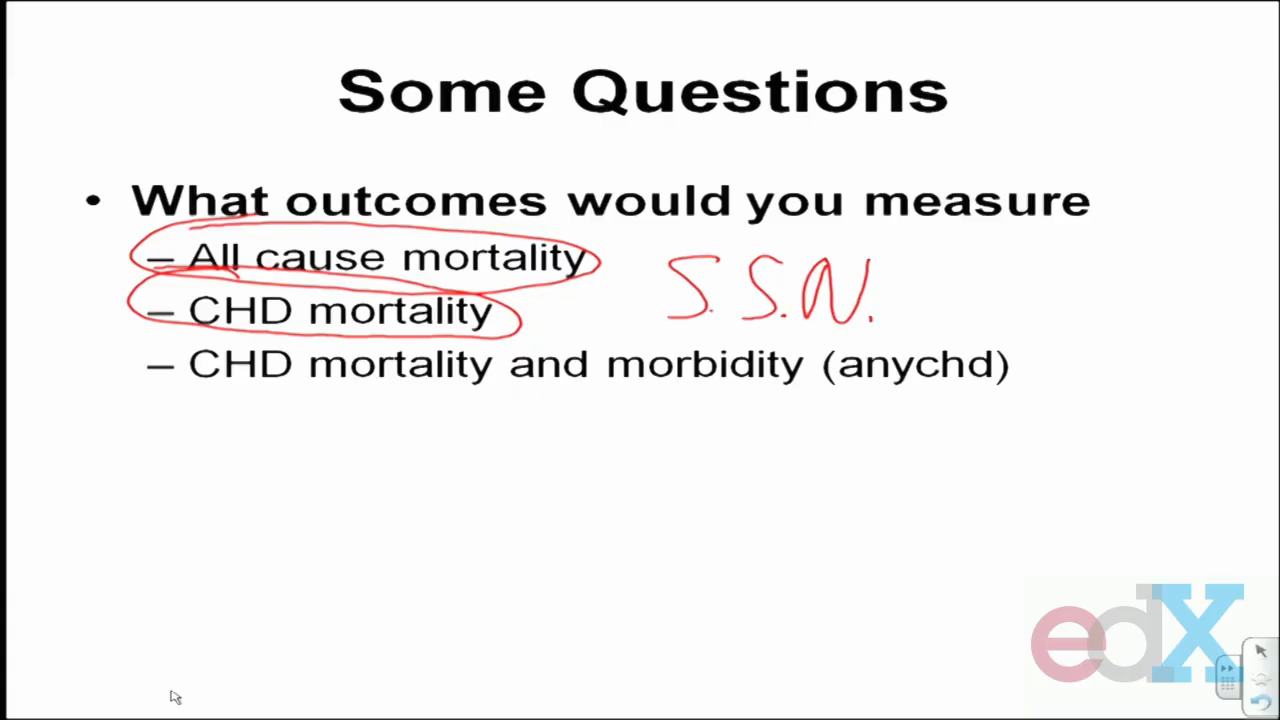 Some Questions
• What outcomes would you measure
– All cause mortality
S.S.N.
– CHD mortality
– CHD mortality and morbidity (anychd)
edX